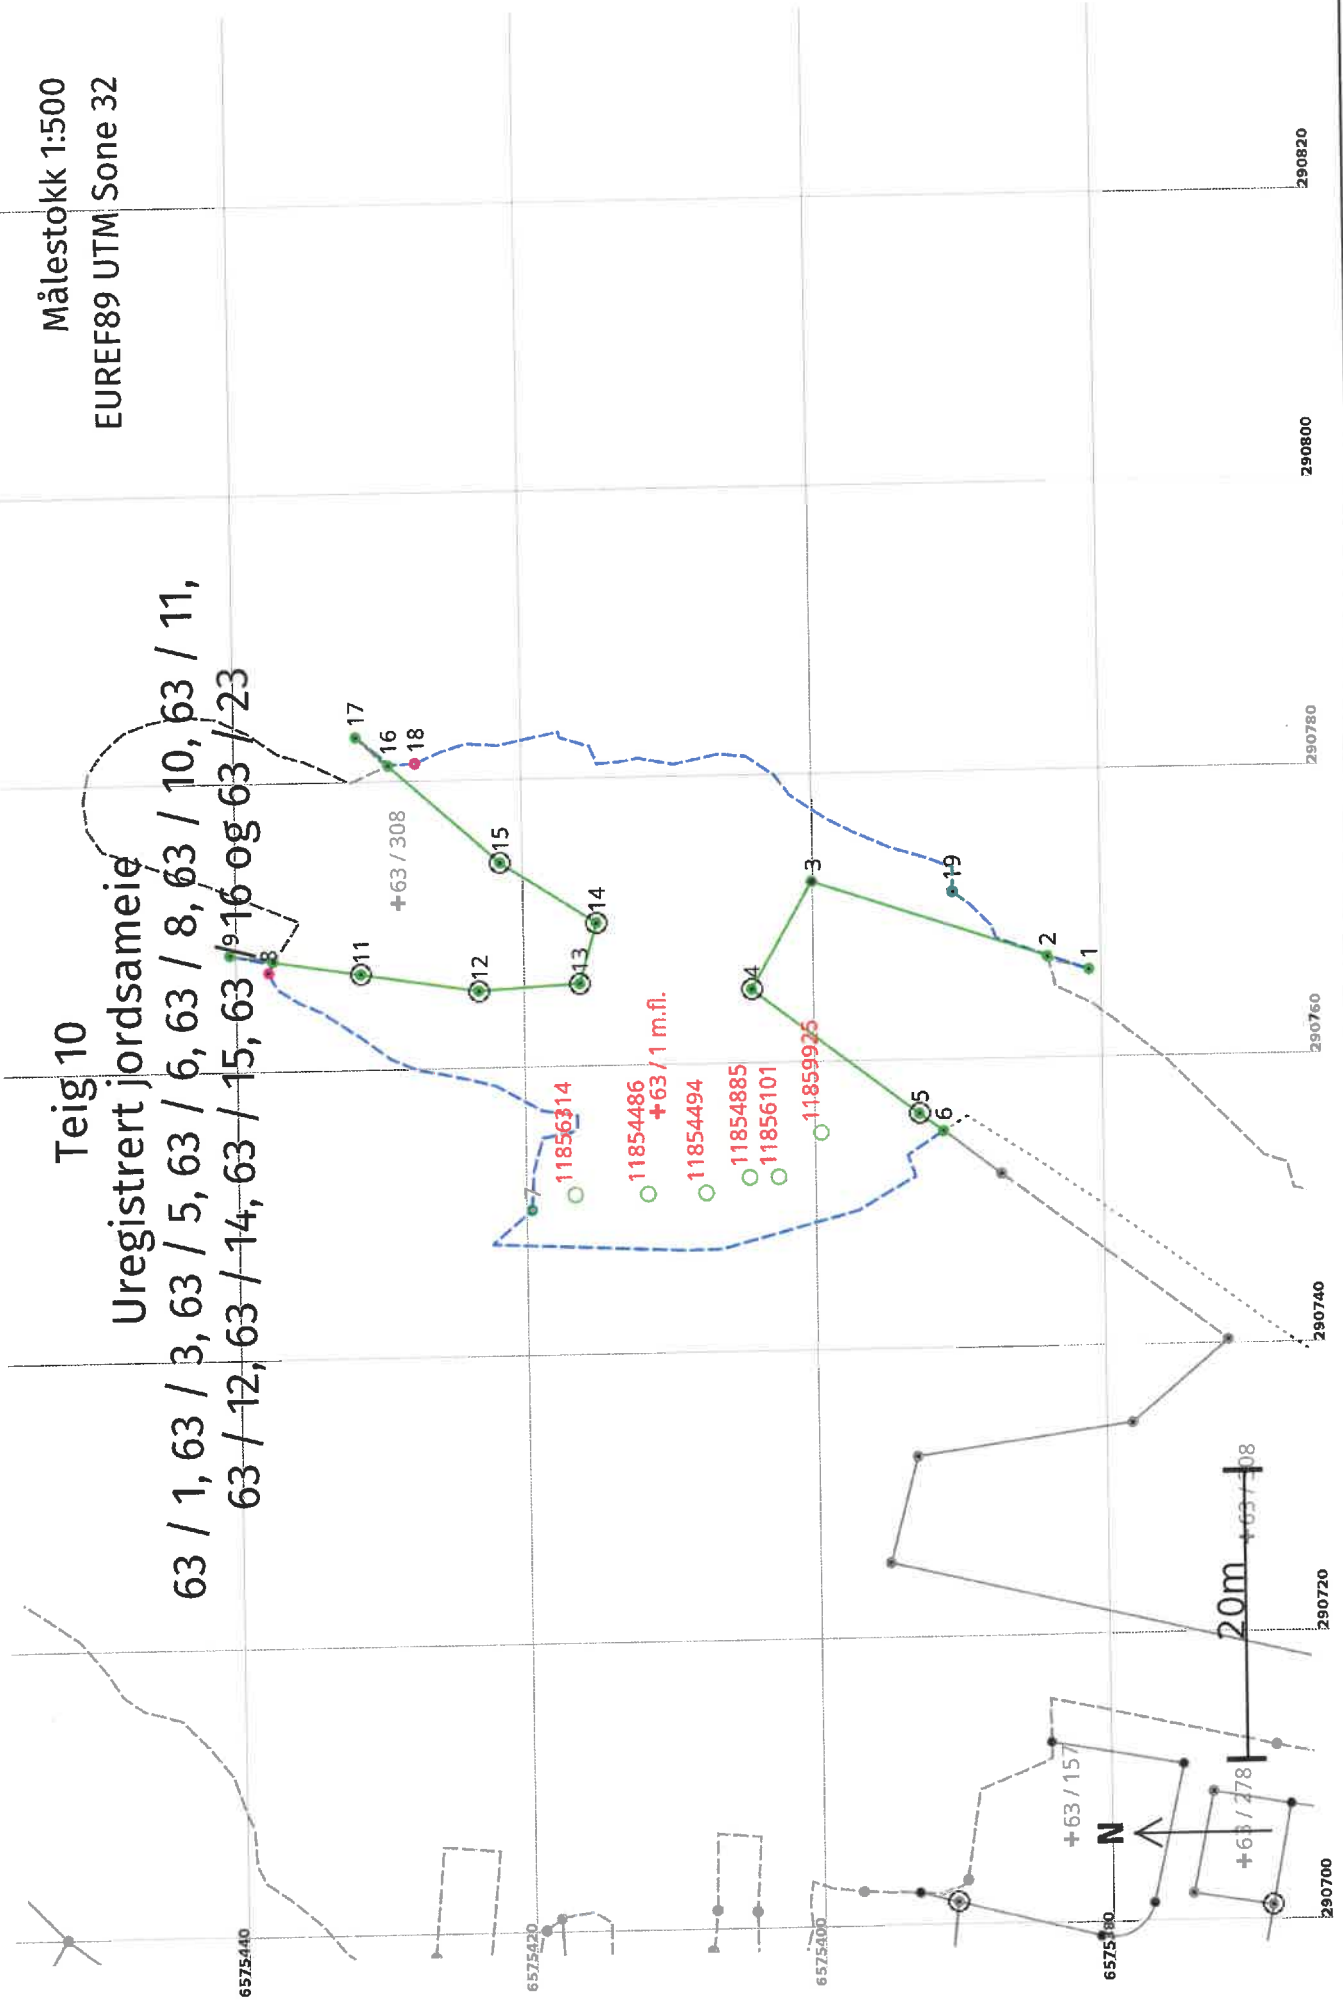 Teig 10
Uregistrert jordsameie
63 / 1, 63 / 3, 63 / 5, 63 / 6, 63 / 8, 63 / 10, 63 / 11,
63 / 12, 63 / 14, 63 / 15, 63 / 16 og 63 / 23
Målestokk 1:500
EUREF89 UTM Sone 32
9
8
11
12
13
14
15
16
17
18
+63 / 308
7
11856314
11854486
+63 / 1 m.fl.
11854494
11854885
11856101
11859925
4
3
5
6
19
2
1
+63 / 157
N
+63 / 278
20m
+63 / 308
6575440
6575420
6575400
6575380
290700
290720
290740
290760
290780
290800
290820